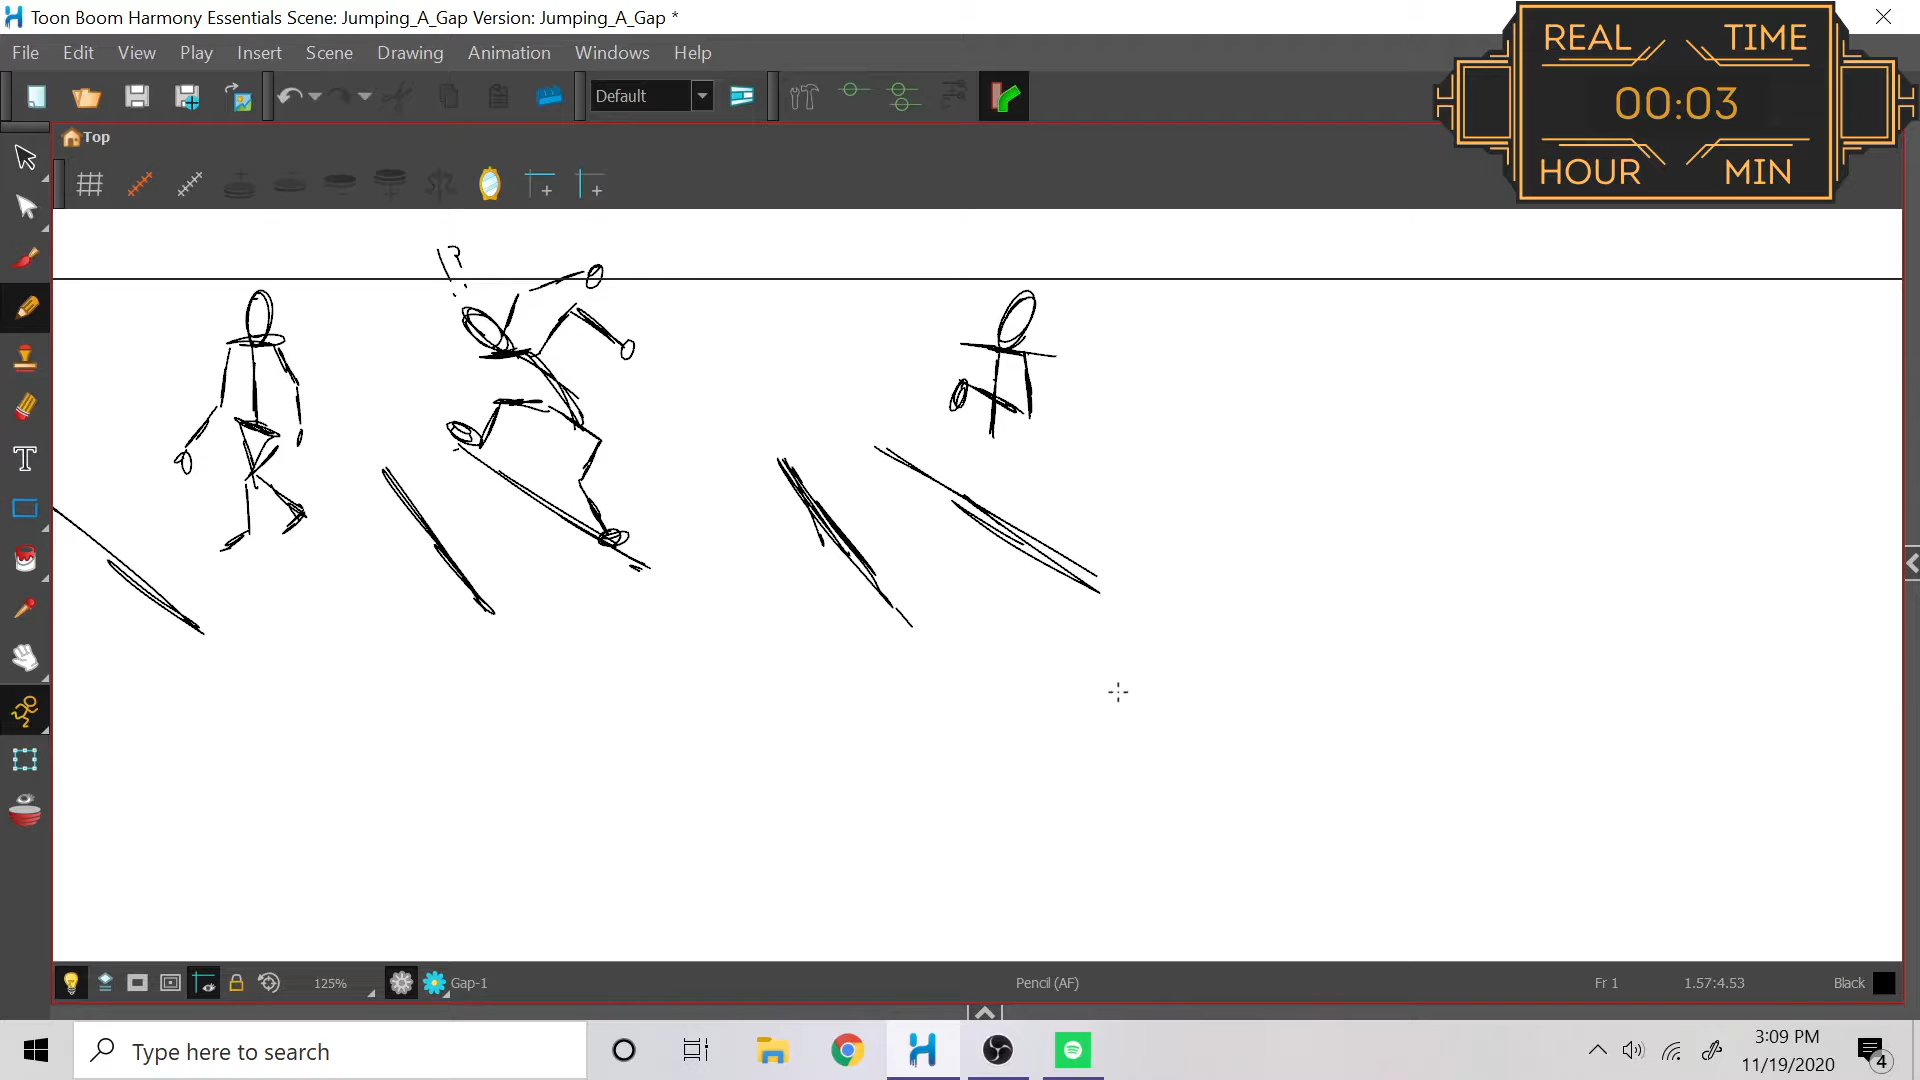 Toon Boom Harmony Essentials Scene: Jumping_A_Gap Version: Jumping_A_Gap *
File Edit View Play Insert Scene Drawing Animation Windows Help
REAL TIME
00:03
HOUR MIN
Default
Top
!?
125%
Gap-1
Pencil (AF)
Fr 1
1.57:4.53
Black
Type here to search
3:09 PM
11/19/2020
4